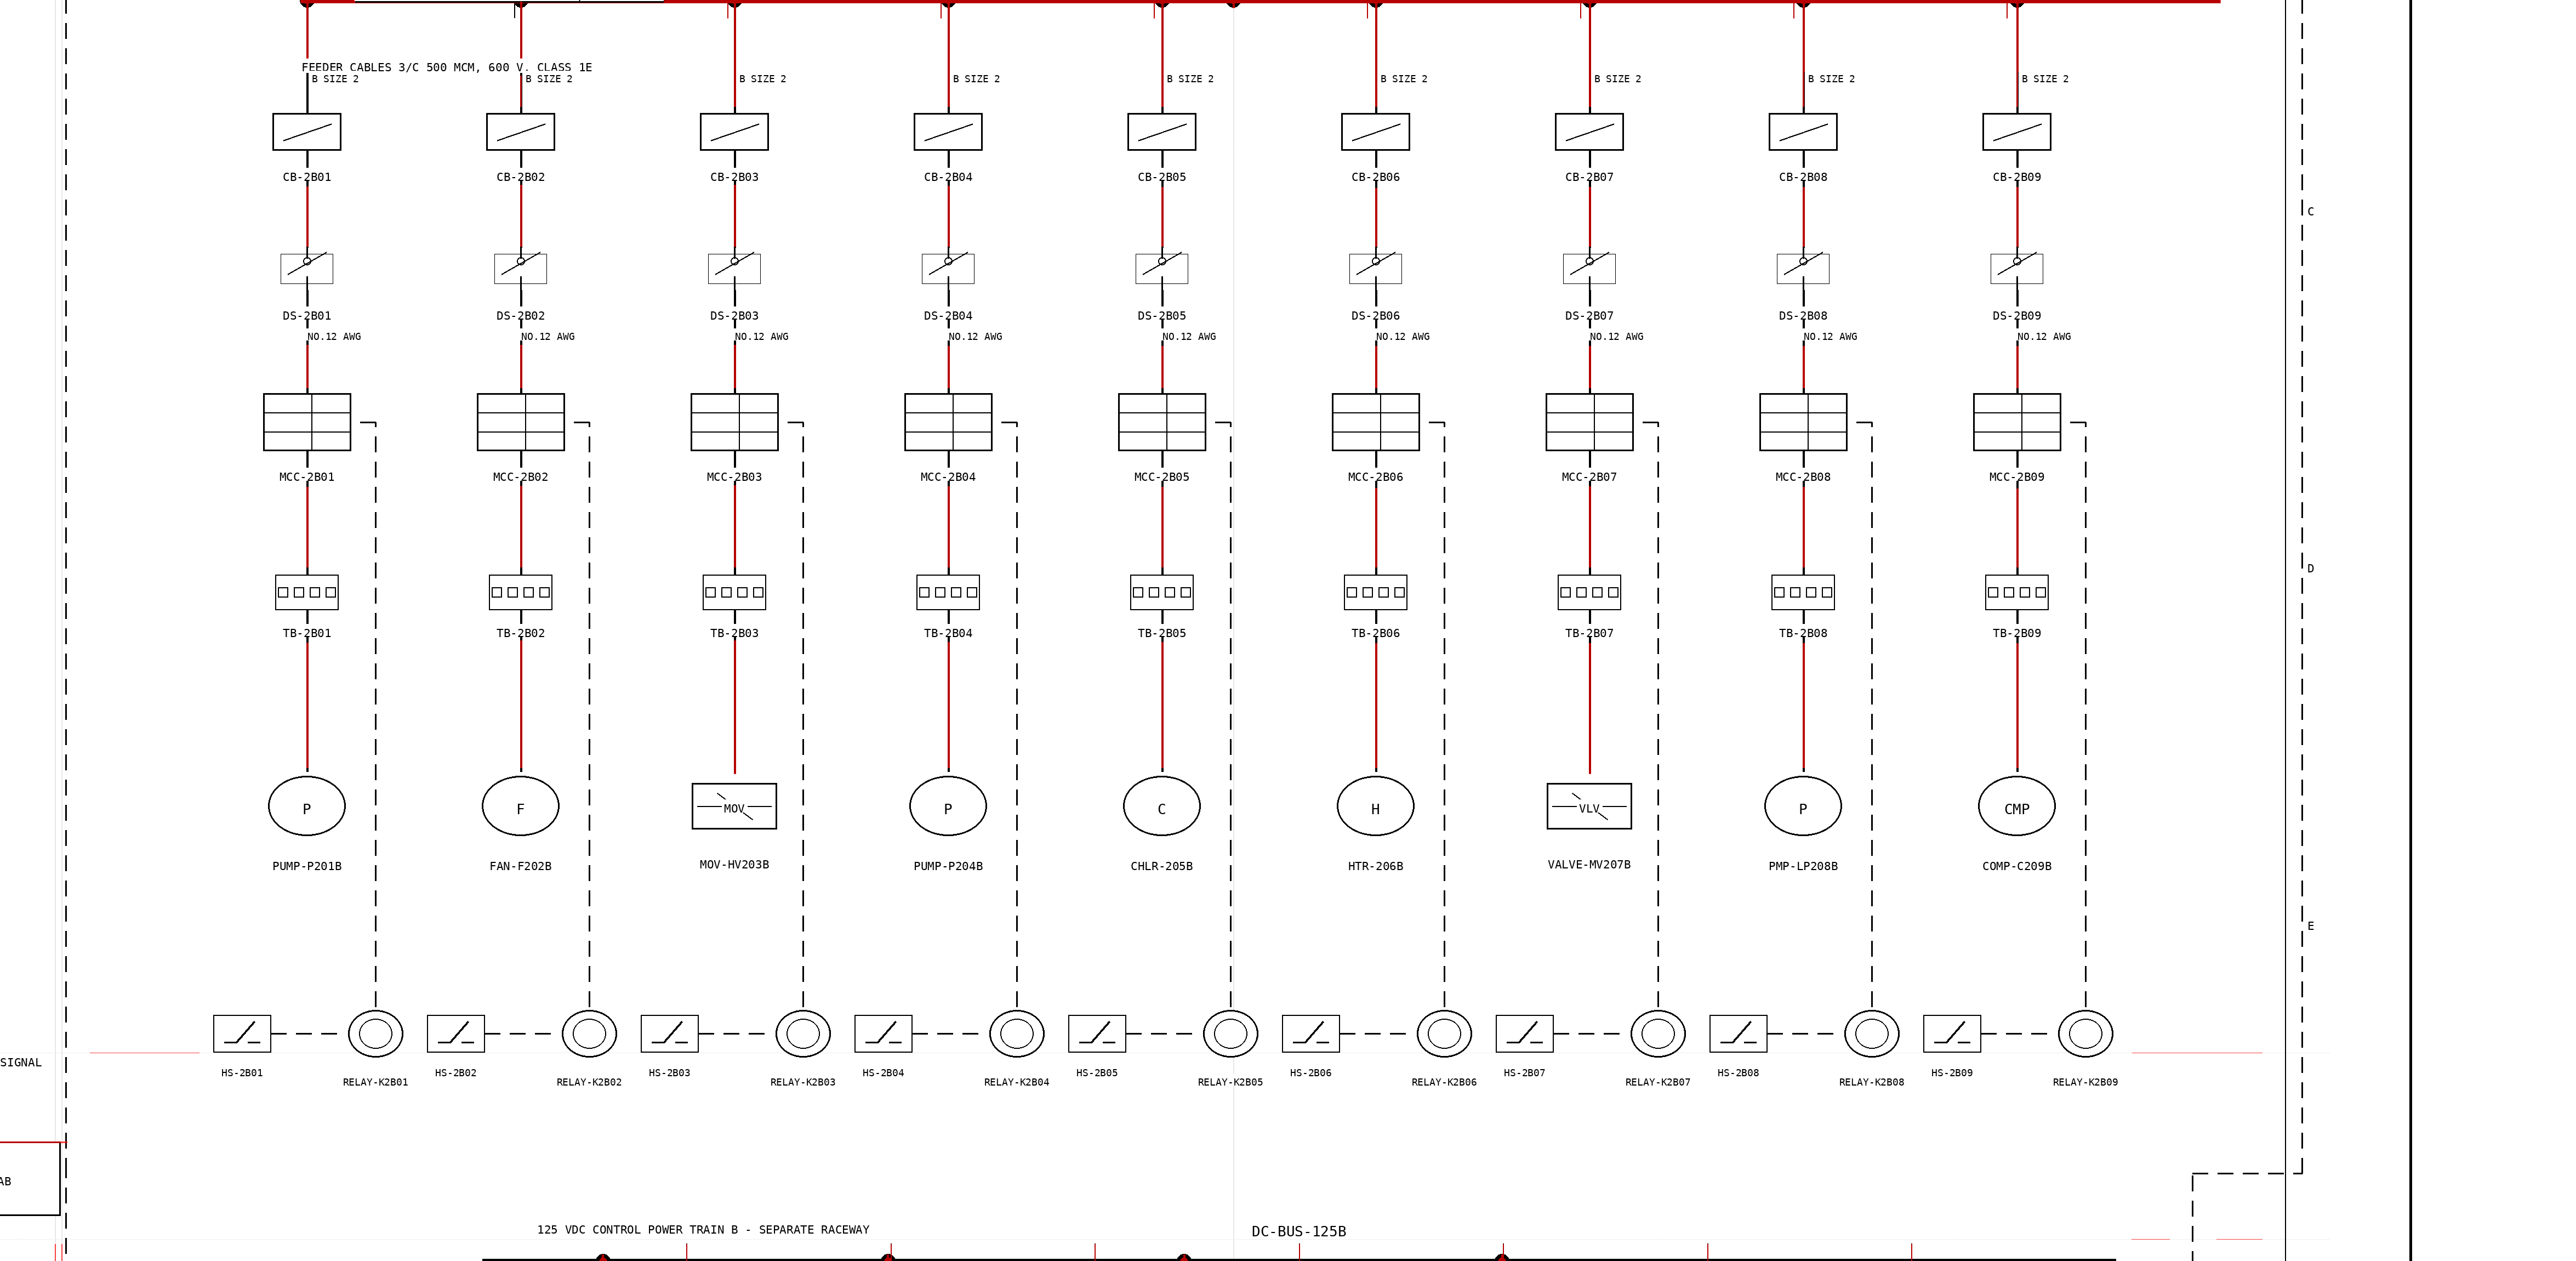 FEEDER CABLES 3/C 500 MCM, 600 V. CLASS 1E
B SIZE 2 B SIZE 2 B SIZE 2 B SIZE 2 B SIZE 2 B SIZE 2 B SIZE 2 B SIZE 2 B SIZE 2
CB-2B01 CB-2B02 CB-2B03 CB-2B04 CB-2B05 CB-2B06 CB-2B07 CB-2B08 CB-2B09
C
DS-2B01 DS-2B02 DS-2B03 DS-2B04 DS-2B05 DS-2B06 DS-2B07 DS-2B08 DS-2B09
NO.12 AWG NO.12 AWG NO.12 AWG NO.12 AWG NO.12 AWG NO.12 AWG NO.12 AWG NO.12 AWG NO.12 AWG
MCC-2B01 MCC-2B02 MCC-2B03 MCC-2B04 MCC-2B05 MCC-2B06 MCC-2B07 MCC-2B08 MCC-2B09
D
TB-2B01 TB-2B02 TB-2B03 TB-2B04 TB-2B05 TB-2B06 TB-2B07 TB-2B08 TB-2B09
P F MOV P C H VLV P CMP
PUMP-P201B FAN-F202B MOV-HV203B PUMP-P204B CHLR-205B HTR-206B VALVE-MV207B PMP-LP208B COMP-C209B
E
SIGNAL
HS-2B01 HS-2B02 HS-2B03 HS-2B04 HS-2B05 HS-2B06 HS-2B07 HS-2B08 HS-2B09
RELAY-K2B01 RELAY-K2B02 RELAY-K2B03 RELAY-K2B04 RELAY-K2B05 RELAY-K2B06 RELAY-K2B07 RELAY-K2B08 RELAY-K2B09
AB
125 VDC CONTROL POWER TRAIN B - SEPARATE RACEWAY DC-BUS-125B